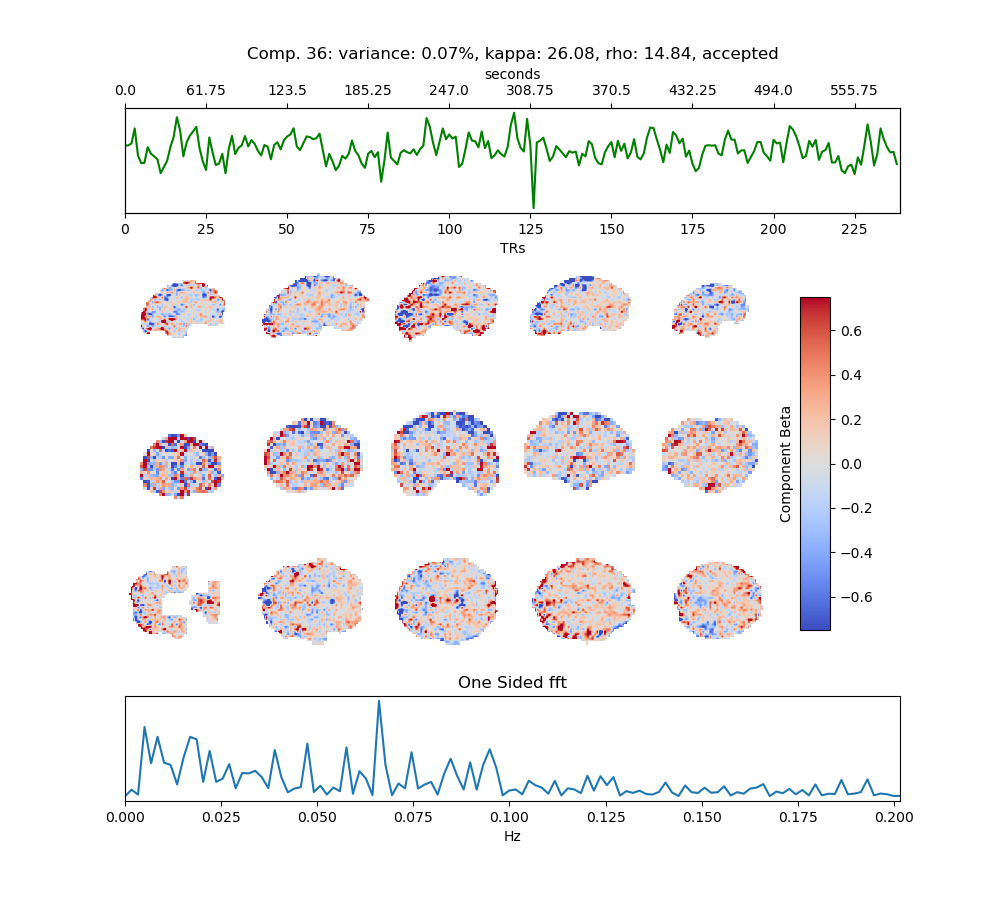 Comp. 36: variance: 0.07%, kappa: 26.08, rho: 14.84, accepted
seconds
0.0 61.75 123.5 185.25 247.0 308.75 370.5 432.25 494.0 555.75
0 25 50 75 100 125 150 175 200 225
TRs
Component Beta
0.6
0.4
0.2
0.0
−0.2
−0.4
−0.6
One Sided fft
0.000 0.025 0.050 0.075 0.100 0.125 0.150 0.175 0.200
Hz